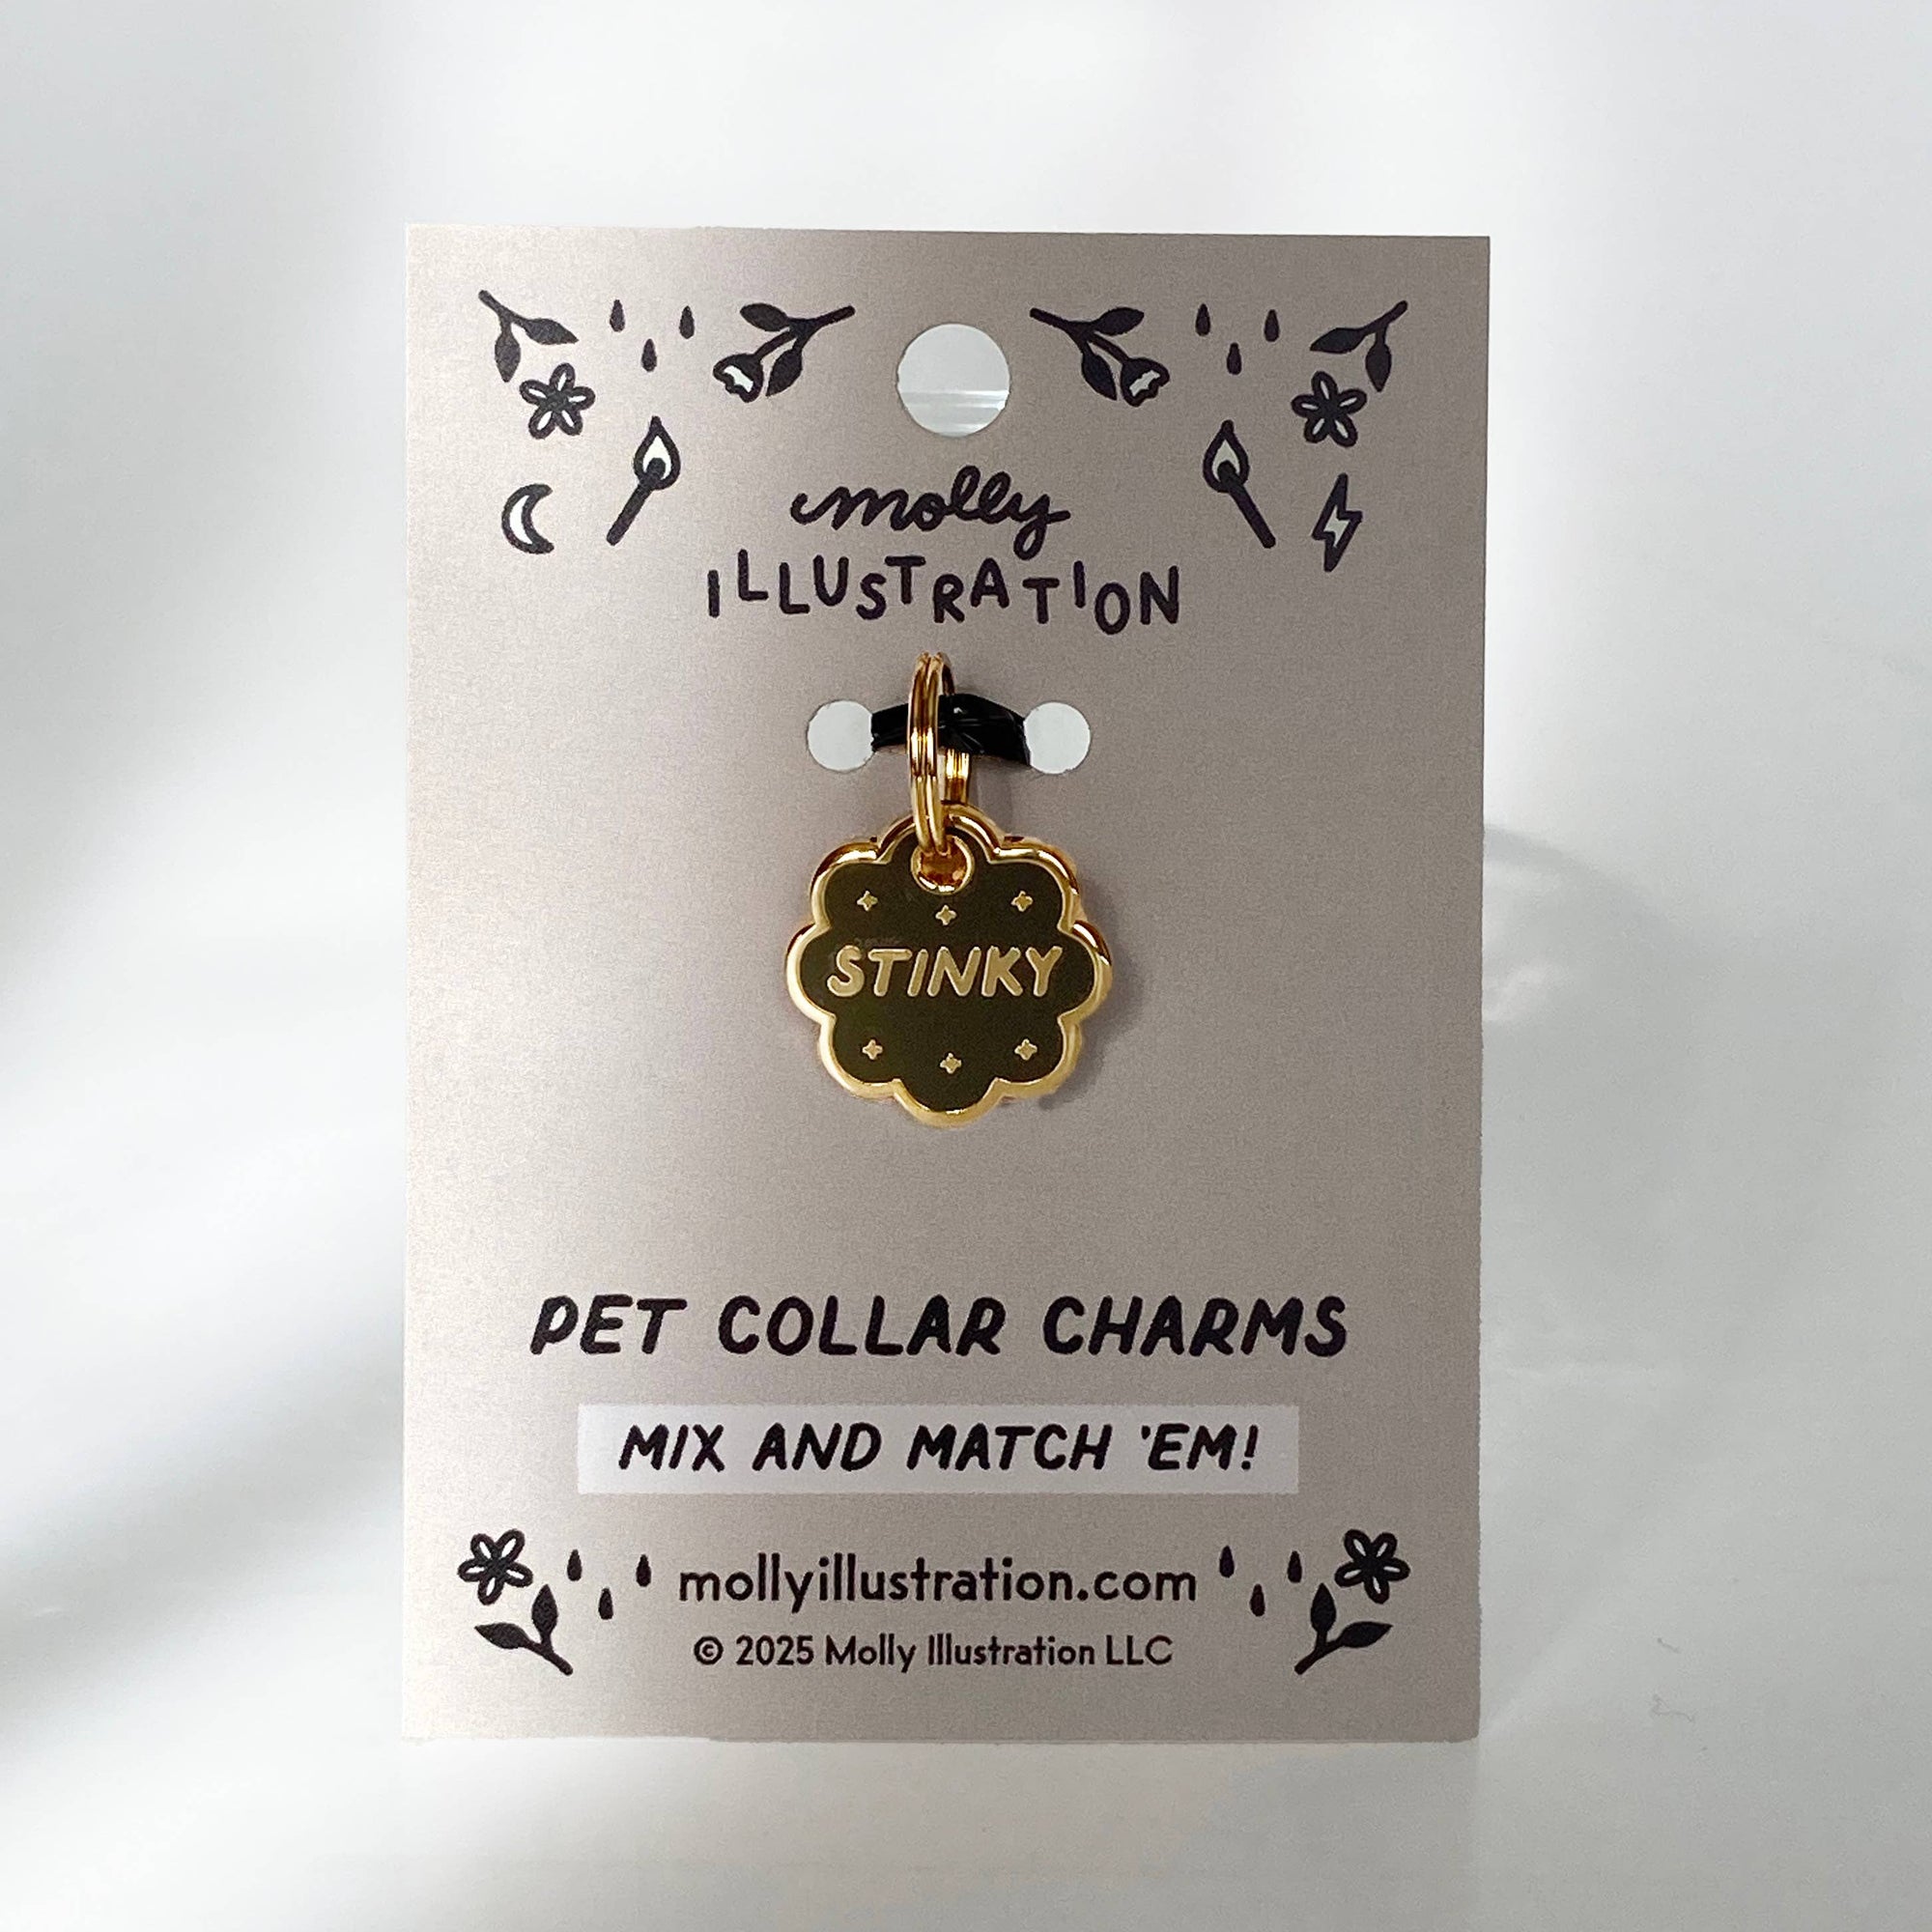 molly
ILLUSTRATION
STINKY
PET COLLAR CHARMS
MIX AND MATCH 'EM!
mollyillustration.com
© 2025 Molly Illustration LLC